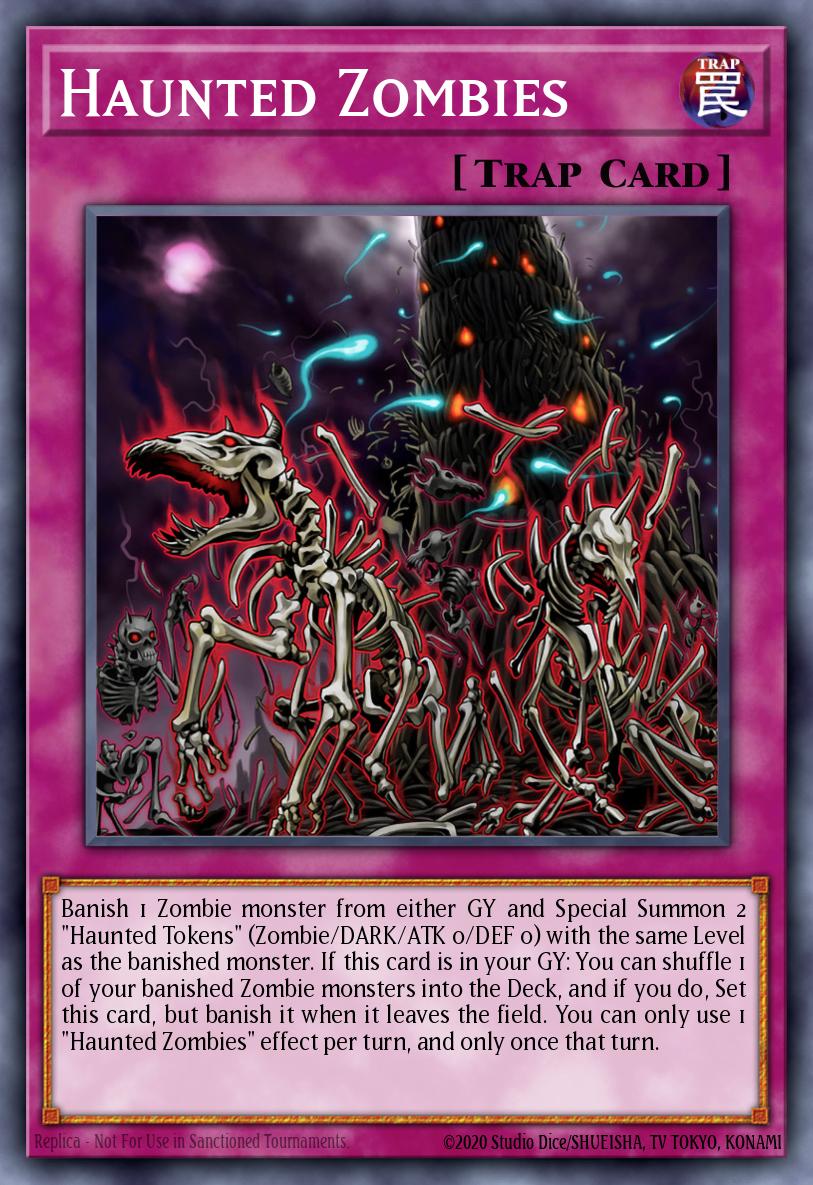 Haunted Zombies
TRAP
罠
[Trap Card]
Banish 1 Zombie monster from either GY and Special Summon 2
"Haunted Tokens" (Zombie/DARK/ATK 0/DEF 0) with the same Level
as the banished monster. If this card is in your GY: You can shuffle 1
of your banished Zombie monsters into the Deck, and if you do, Set
this card, but banish it when it leaves the field. You can only use 1
"Haunted Zombies" effect per turn, and only once that turn.
Replica - Not For Use in Sanctioned Tournaments.
©2020 Studio Dice/SHUEISHA, TV TOKYO, KONAMI